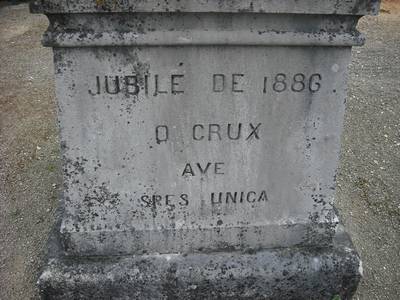 JUBILÉ DE 1886.
O CRUX
AVE
SPES UNICA